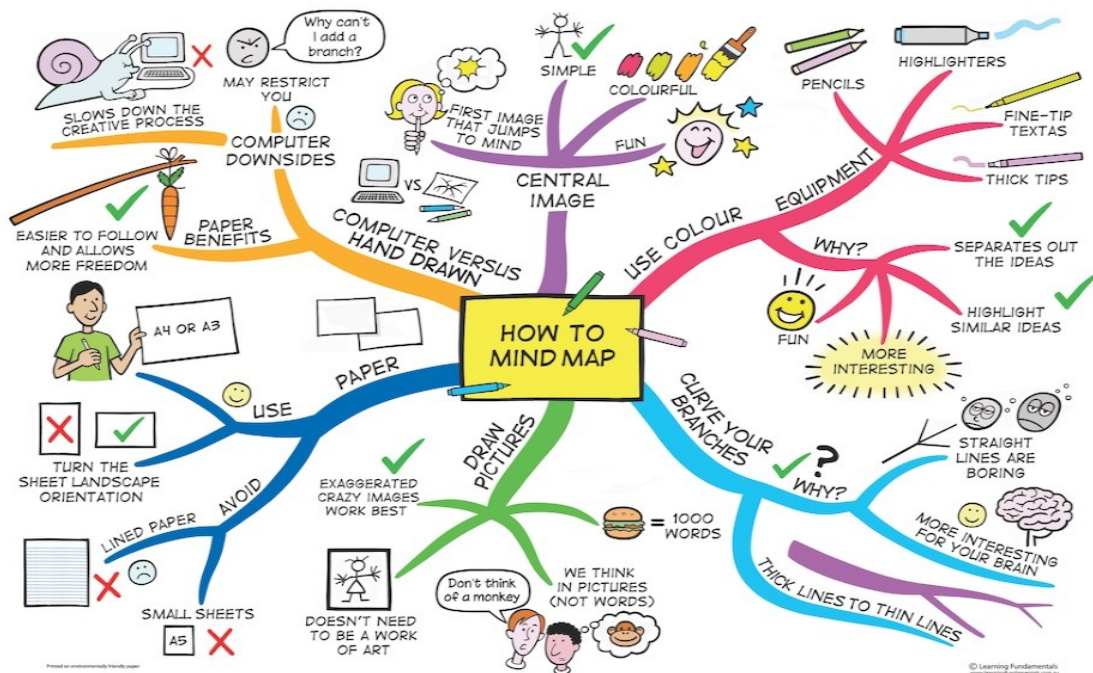 HOW TO
MIND MAP
CENTRAL
IMAGE
FIRST IMAGE
THAT JUMPS
TO MIND
SIMPLE
COLOURFUL
FUN
USE COLOUR
EQUIPMENT
PENCILS
HIGHLIGHTERS
FINE-TIP
TEXTAS
THICK TIPS
WHY?
SEPARATES OUT
THE IDEAS
HIGHLIGHT
SIMILAR IDEAS
MORE
INTERESTING
FUN
CURVE YOUR
BRANCHES
?
WHY?
STRAIGHT
LINES ARE
BORING
MORE INTERESTING
FOR YOUR BRAIN
THICK LINES TO THIN LINES
DRAW
PICTURES
= 1000
WORDS
WE THINK
IN PICTURES
(NOT WORDS)
Don't think
of a monkey
DOESN'T NEED
TO BE A WORK
OF ART
EXAGGERATED
CRAZY IMAGES
WORK BEST
PAPER
USE
A4 OR A3
TURN THE
SHEET LANDSCAPE
ORIENTATION
AVOID
LINED PAPER
SMALL SHEETS
A5
COMPUTER VERSUS
HAND DRAWN
VS
PAPER
BENEFITS
EASIER TO FOLLOW
AND ALLOWS
MORE FREEDOM
COMPUTER
DOWNSIDES
SLOWS DOWN THE
CREATIVE PROCESS
MAY RESTRICT
YOU
Why can't
I add a
branch?
Printed on environmentally friendly paper
© Learning Fundamentals